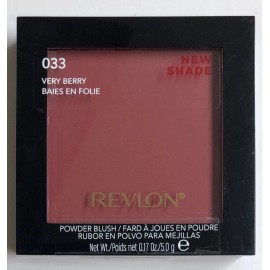 033
NEW
SHADE
VERY BERRY
BAIES EN FOLIE
REVLON®
POWDER BLUSH / FARD À JOUES EN POUDRE
RUBOR EN POLVO PARA MEJILLAS
Net Wt./Poids net 0.17 Oz/5.0 g e